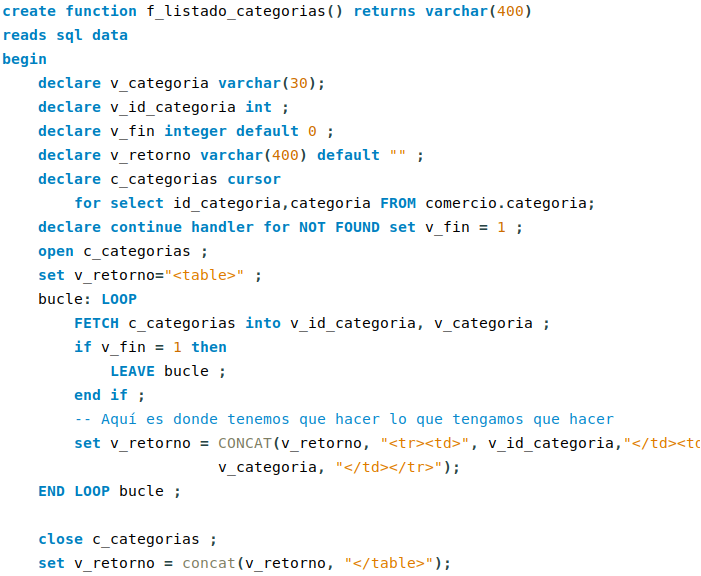 create function f_listado_categorias() returns varchar(400)
reads sql data
begin
declare v_categoria varchar(30);
declare v_id_categoria int ;
declare v_fin integer default 0 ;
declare v_retorno varchar(400) default "" ;
declare c_categorias cursor
for select id_categoria,categoria FROM comercio.categoria;
declare continue handler for NOT FOUND set v_fin = 1 ;
open c_categorias ;
set v_retorno="<table>" ;
bucle: LOOP
FETCH c_categorias into v_id_categoria, v_categoria ;
if v_fin = 1 then
LEAVE bucle ;
end if ;
-- Aquí es donde tenemos que hacer lo que tengamos que hacer
set v_retorno = CONCAT(v_retorno, "<tr><td>", v_id_categoria,"</td><td
v_categoria, "</td></tr>");
END LOOP bucle ;
close c_categorias ;
set v_retorno = concat(v_retorno, "</table>");